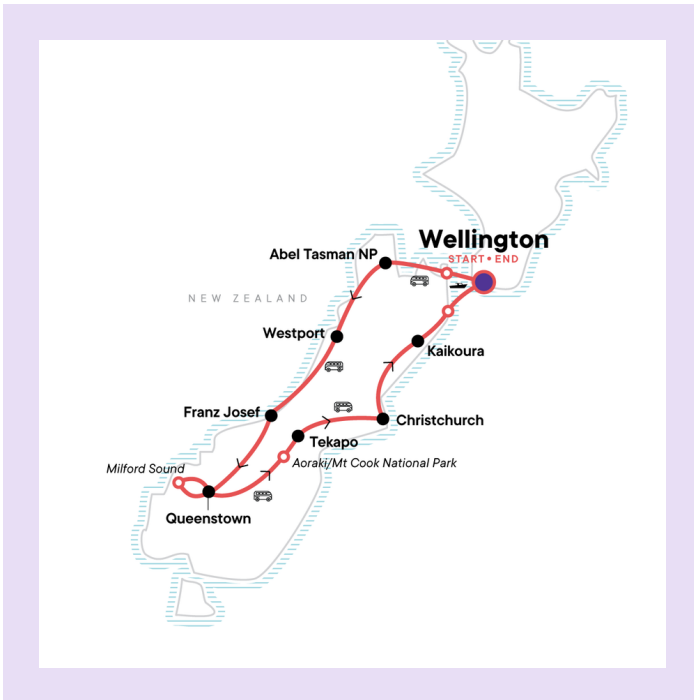 Wellington
START • END
Abel Tasman NP
NEW ZEALAND
Westport
Kaikoura
Franz Josef
Christchurch
Tekapo
Aoraki/Mt Cook National Park
Milford Sound
Queenstown